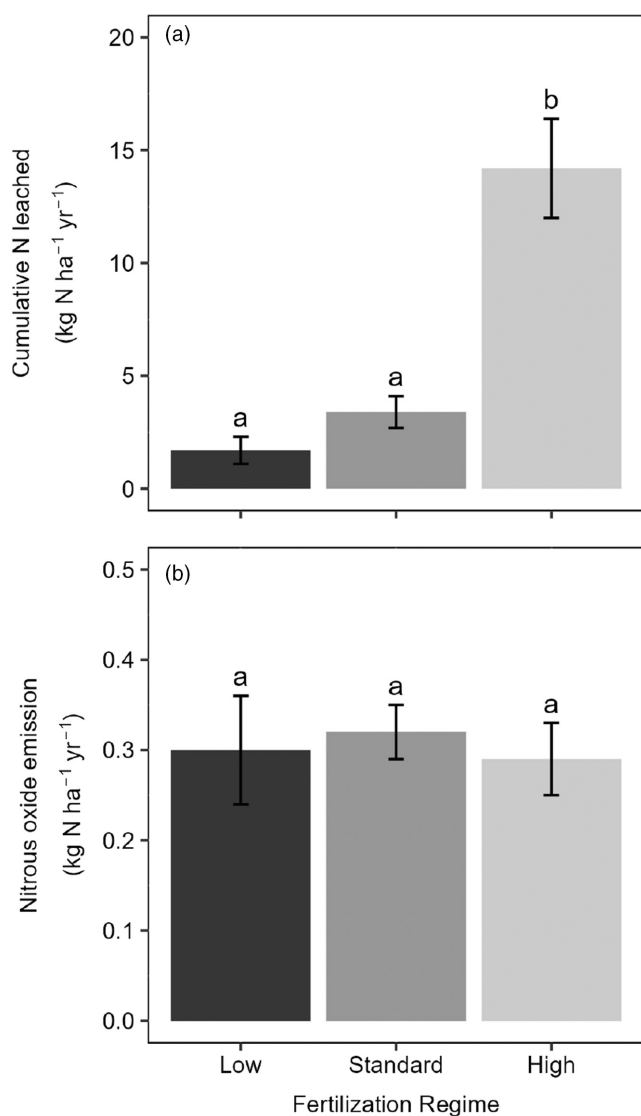 (a)
20
15
10
5
0
Cumulative N leached
(kg N ha⁻¹ yr⁻¹)
a
a
b
(b)
0.5
0.4
0.3
0.2
0.1
0.0
Nitrous oxide emission
(kg N ha⁻¹ yr⁻¹)
a
a
a
Low
Standard
High
Fertilization Regime